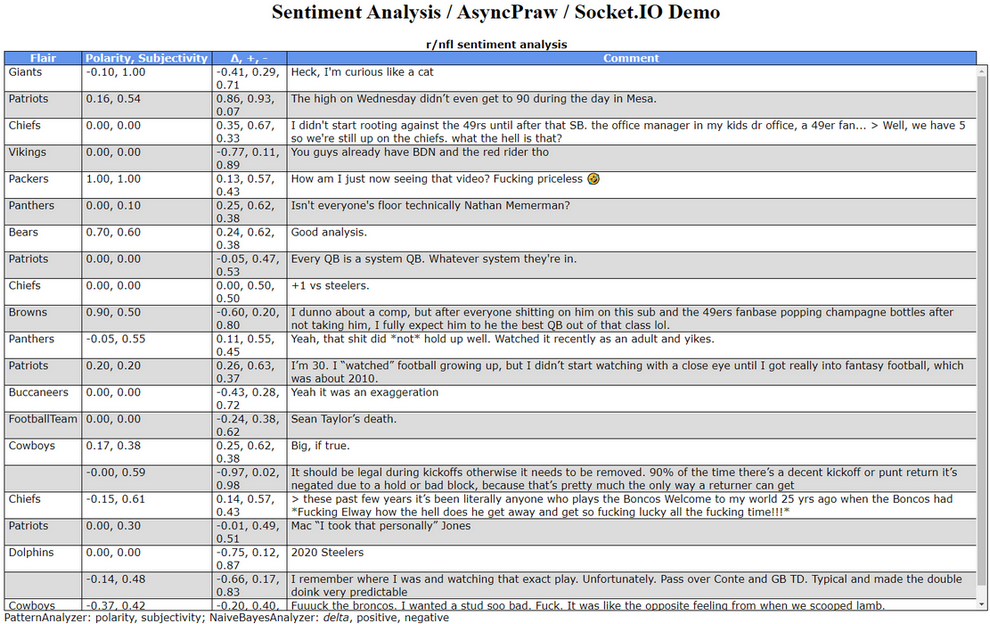 Sentiment Analysis / AsyncPraw / Socket.IO Demo
r/nfl sentiment analysis
Flair Polarity, Subjectivity Δ, +, - Comment
Giants -0.10, 1.00 -0.41, 0.29, Heck, I'm curious like a cat
0.71
Patriots 0.16, 0.54 0.86, 0.93, The high on Wednesday didn’t even get to 90 during the day in Mesa.
0.07
Chiefs 0.00, 0.00 0.35, 0.67, I didn't start rooting against the 49rs until after that SB. the office manager in my kids dr office, a 49er fan... > Well, we have 5
0.33 so we're still up on the chiefs. what the hell is that?
Vikings 0.00, 0.00 -0.77, 0.11, You guys already have BDN and the red rider tho
0.89
Packers 1.00, 1.00 0.13, 0.57, How am I just now seeing that video? Fucking priceless 🤣
0.43
Panthers 0.00, 0.10 0.25, 0.62, Isn't everyone's floor technically Nathan Memerman?
0.38
Bears 0.70, 0.60 0.24, 0.62, Good analysis.
0.38
Patriots 0.00, 0.00 -0.05, 0.47, Every QB is a system QB. Whatever system they're in.
0.53
Chiefs 0.00, 0.00 0.00, 0.50, +1 vs steelers.
0.50
Browns 0.90, 0.50 -0.60, 0.20, I dunno about a comp, but after everyone shitting on him on this sub and the 49ers fanbase popping champagne bottles after
0.80 not taking him, I fully expect him to he the best QB out of that class lol.
Panthers -0.05, 0.55 0.11, 0.55, Yeah, that shit did *not* hold up well. Watched it recently as an adult and yikes.
0.45
Patriots 0.20, 0.20 0.26, 0.63, I’m 30. I “watched” football growing up, but I didn’t start watching with a close eye until I got really into fantasy football, which
0.37 was about 2010.
Buccaneers 0.00, 0.00 -0.43, 0.28, Yeah it was an exaggeration
0.72
FootballTeam 0.00, 0.00 -0.24, 0.38, Sean Taylor’s death.
0.62
Cowboys 0.17, 0.38 0.25, 0.62, Big, if true.
0.38
-0.00, 0.59 -0.97, 0.02, It should be legal during kickoffs otherwise it needs to be removed. 90% of the time there’s a decent kickoff or punt return it’s
0.98 negated due to a hold or bad block, because that’s pretty much the only way a returner can get
Chiefs -0.15, 0.61 0.14, 0.57, > these past few years it’s been literally anyone who plays the Boncos Welcome to my world 25 yrs ago when the Boncos had
0.43 *Fucking Elway how the hell does he get away and get so fucking lucky all the fucking time!!!*
Patriots 0.00, 0.30 -0.01, 0.49, Mac “I took that personally” Jones
0.51
Dolphins 0.00, 0.00 -0.75, 0.12, 2020 Steelers
0.87
-0.14, 0.48 -0.66, 0.17, I remember where I was and watching that exact play. Unfortunately. Pass over Conte and GB TD. Typical and made the double
0.83 doink very predictable
Cowboys -0.37, 0.42 -0.20, 0.40, Fuuuck the broncos. I wanted a stud soo bad. Fuck. It was like the opposite feeling from when we scooped lamb.
PatternAnalyzer: polarity, subjectivity; NaiveBayesAnalyzer: delta, positive, negative